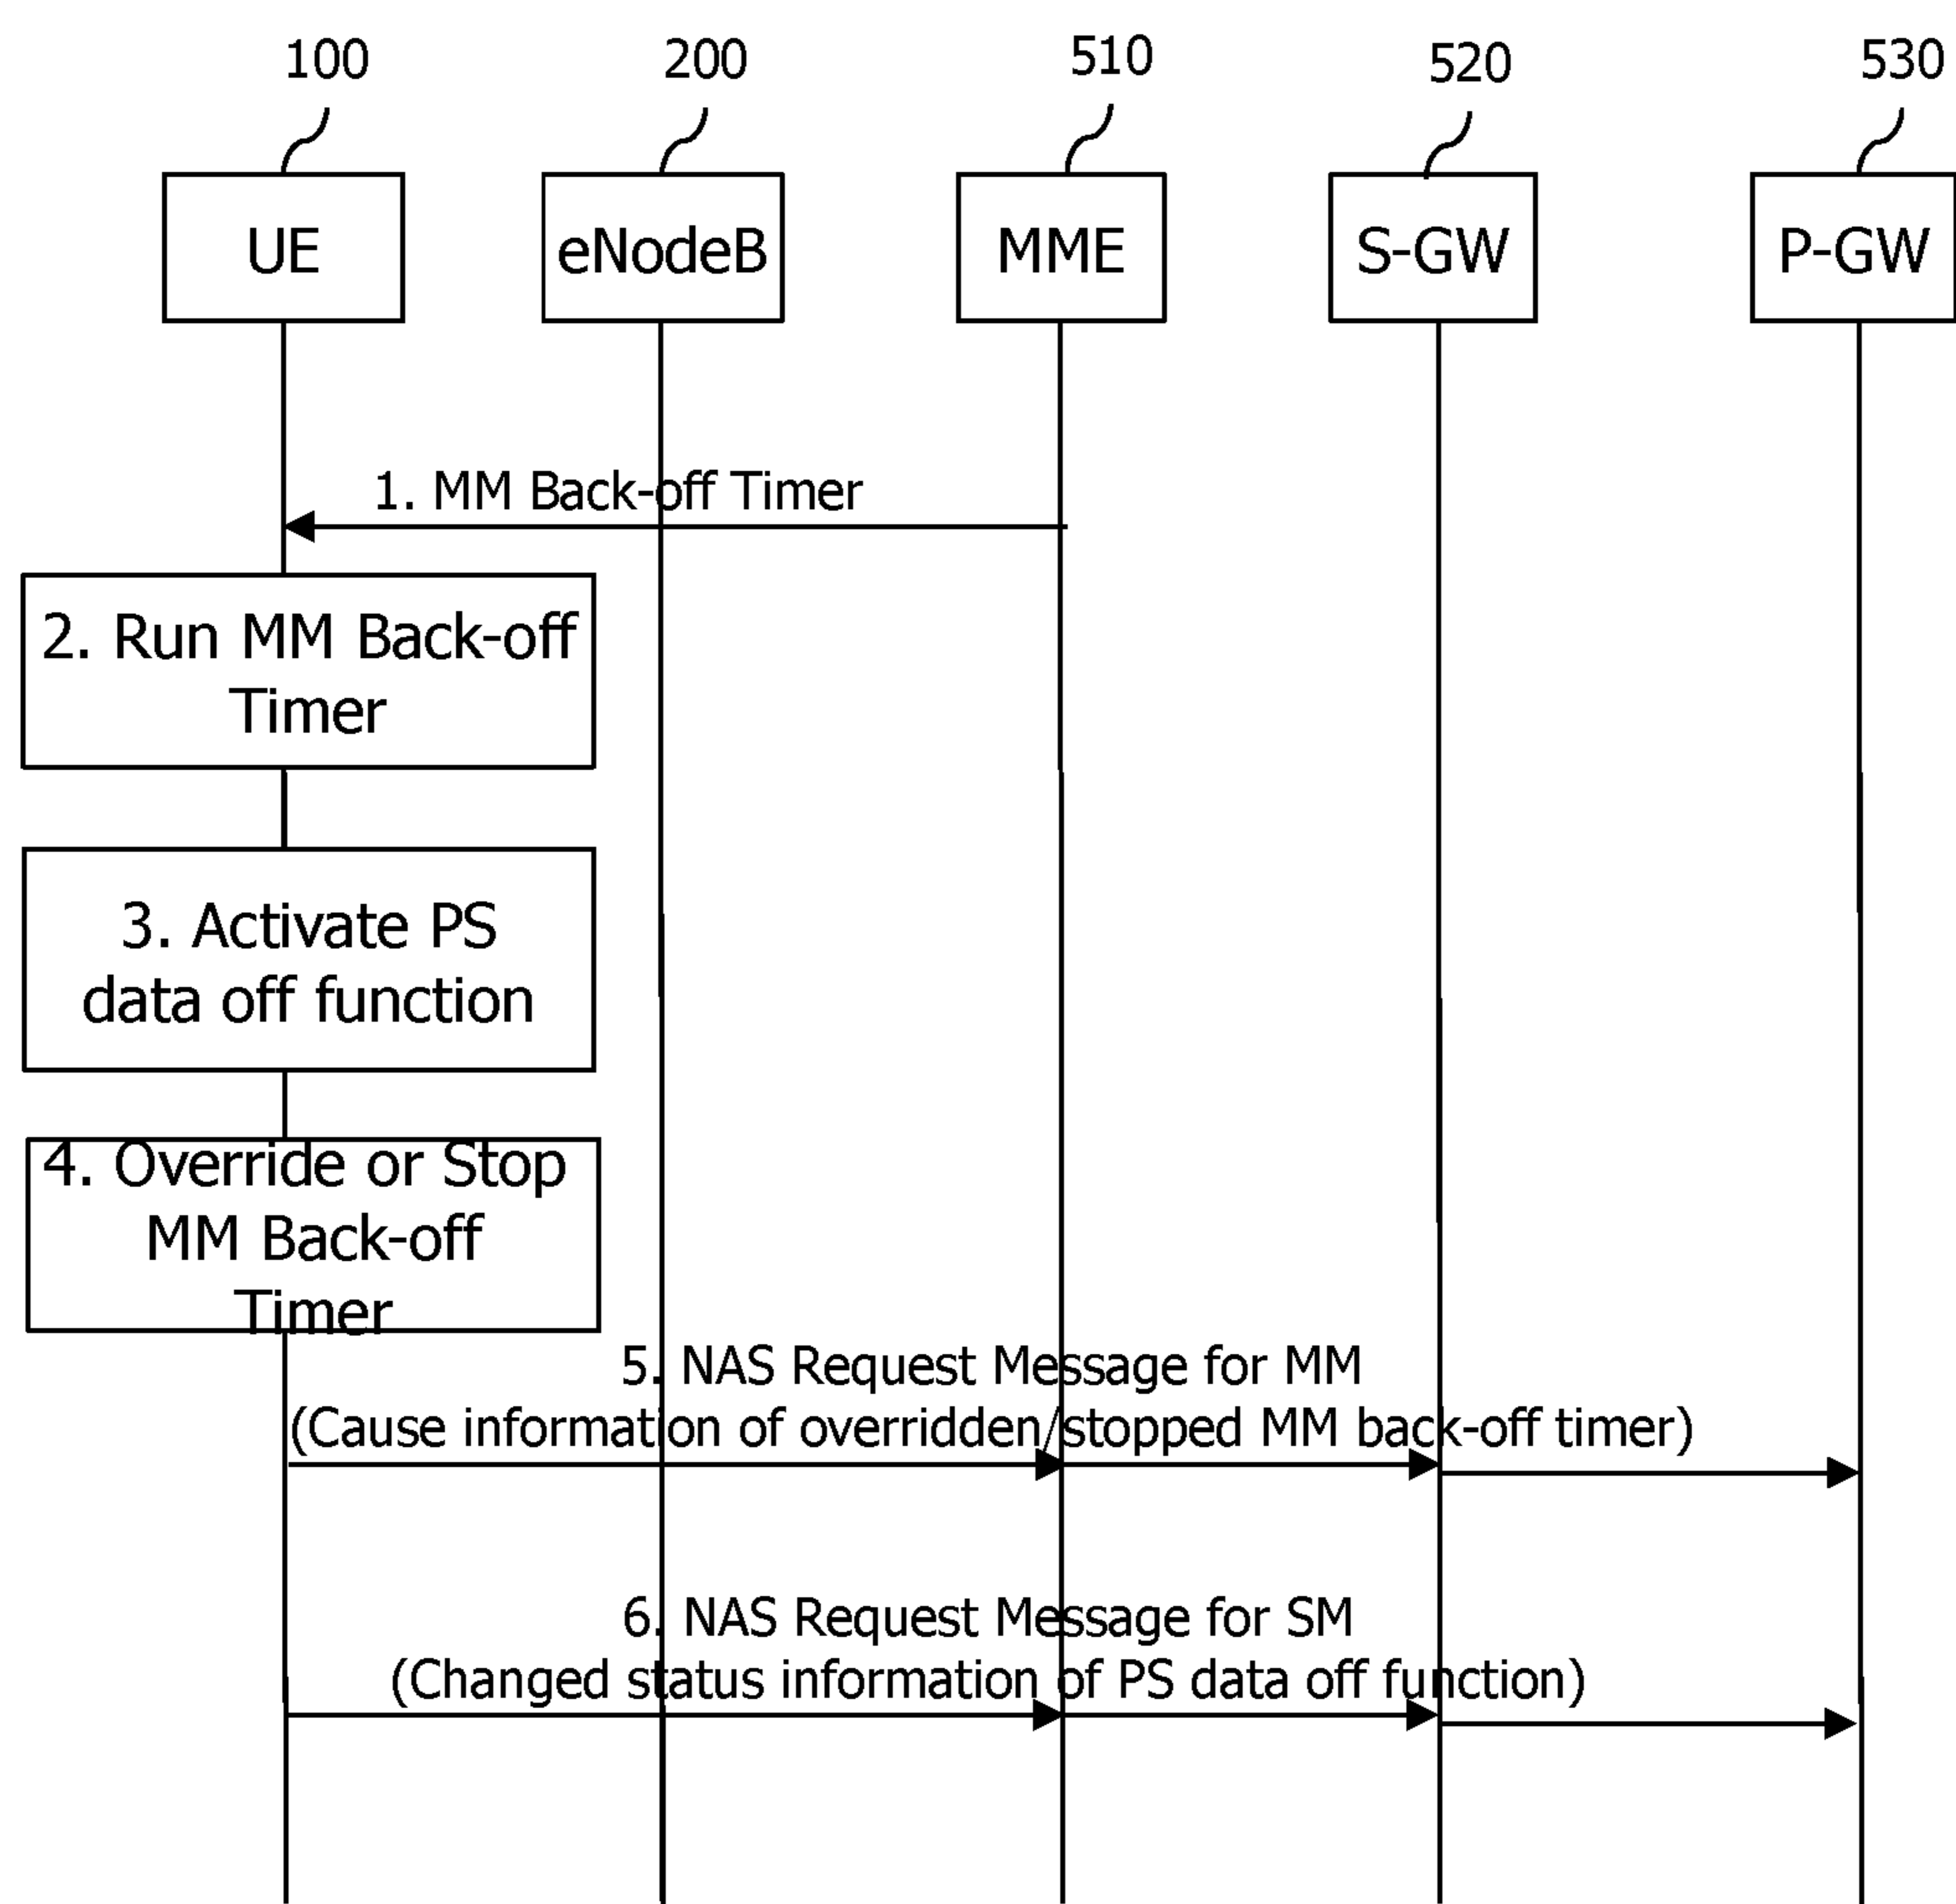 100
200
510
520
530
UE
eNodeB
MME
S-GW
P-GW
1. MM Back-off Timer
2. Run MM Back-off
Timer
3. Activate PS
data off function
4. Override or Stop
MM Back-off
Timer
5. NAS Request Message for MM
(Cause information of overridden/stopped MM back-off timer)
6. NAS Request Message for SM
(Changed status information of PS data off function)